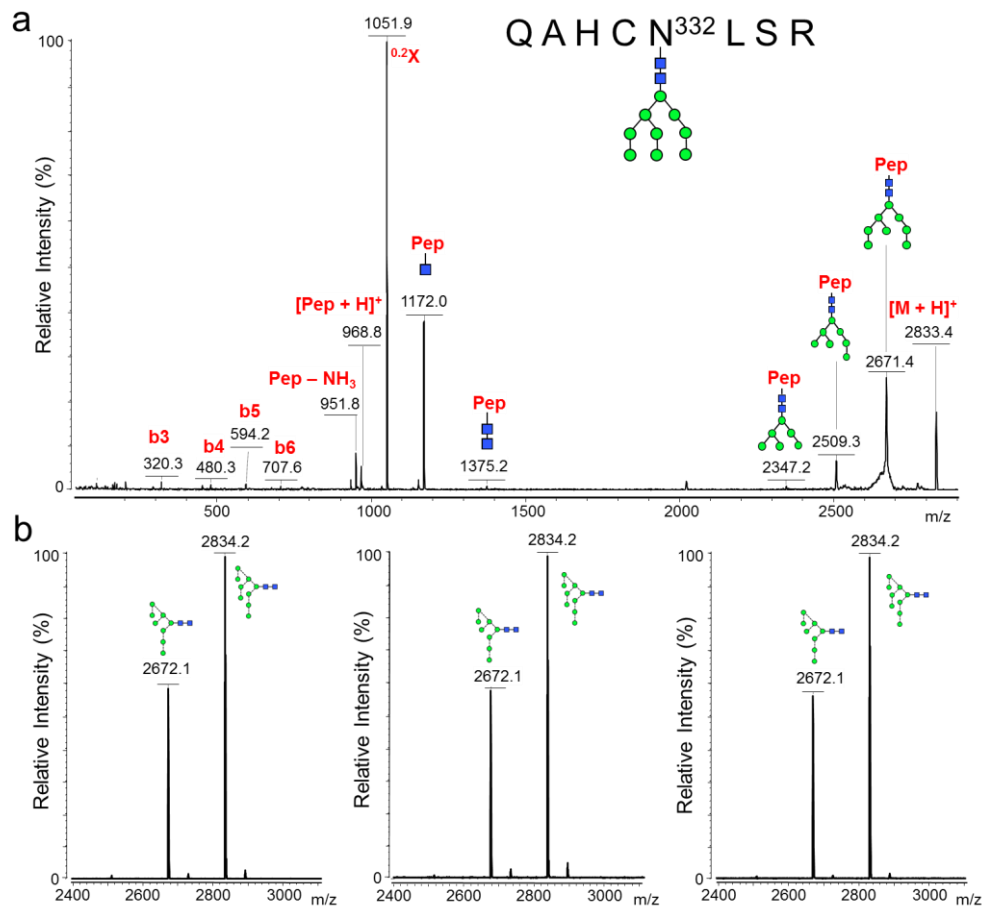 a
QAHCN332LSR
Relative Intensity (%)
100
0
1051.9
0.2X
Pep
1172.0
[Pep + H]+
968.8
Pep – NH3
951.8
b3
320.3
b4
480.3
b5
594.2
b6
707.6
Pep
1375.2
Pep
2347.2
Pep
2509.3
Pep
2671.4
[M + H]+
2833.4
500 1000 1500 2000 2500 m/z
b
Relative Intensity (%)
100
0
2834.2
2672.1
2400 2600 2800 3000 m/z
Relative Intensity (%)
100
0
2834.2
2672.1
2400 2600 2800 3000 m/z
Relative Intensity (%)
100
0
2834.2
2672.1
2400 2600 2800 3000 m/z